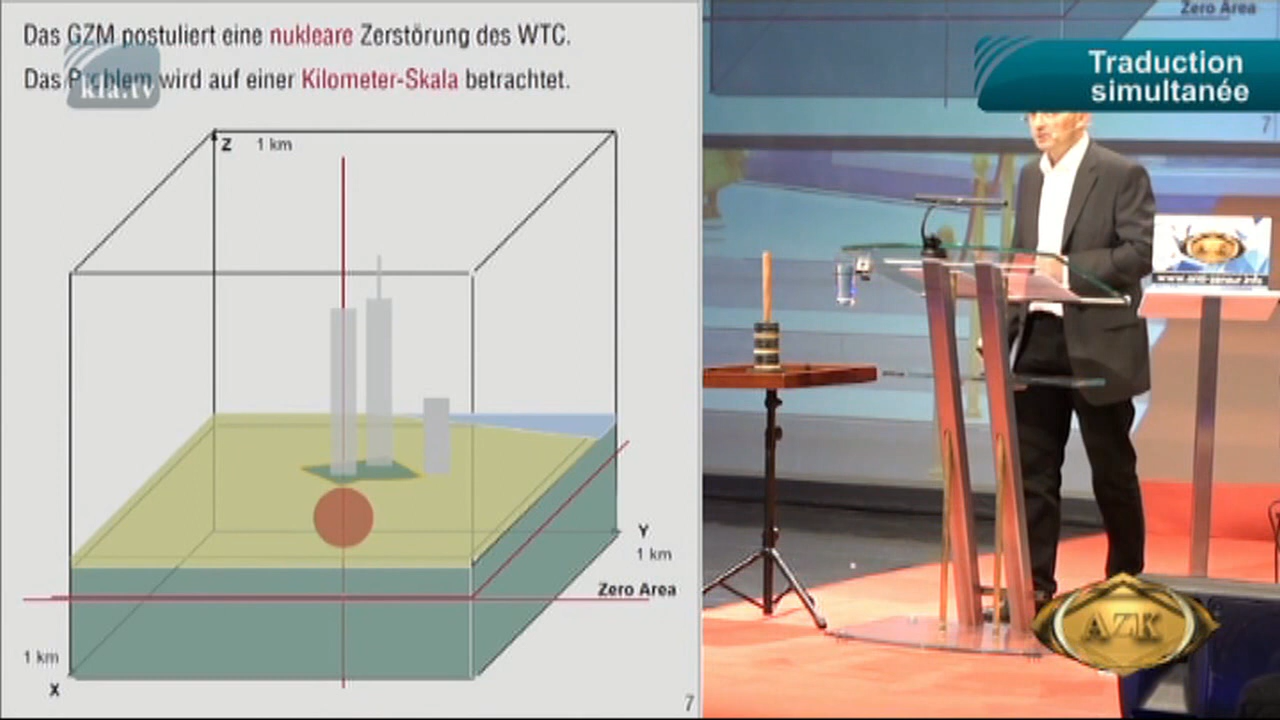 Das GZM postuliert eine nukleare Zerstörung des WTC.
Das Problem wird auf einer Kilometer-Skala betrachtet.
kla.tv
Z 1 km
Y
1 km
Zero Area
1 km
X
7
Zero Area
Traduction
simultanée
7
AZK